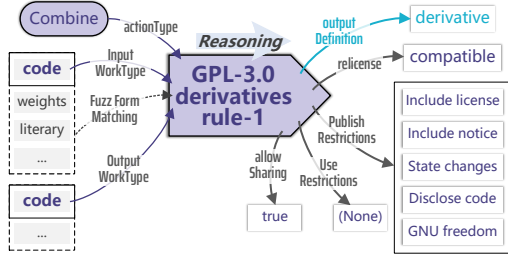 Combine
actionType
Reasoning
output
Definition
derivative
code
Input
WorkType
relicense
compatible
weights
literary
...
Fuzz Form
Matching
GPL-3.0
derivatives
rule-1
Publish
Restrictions
Include license
Include notice
State changes
Disclose code
GNU freedom
Output
WorkType
allow
Sharing
Use
Restrictions
code
...
true
(None)